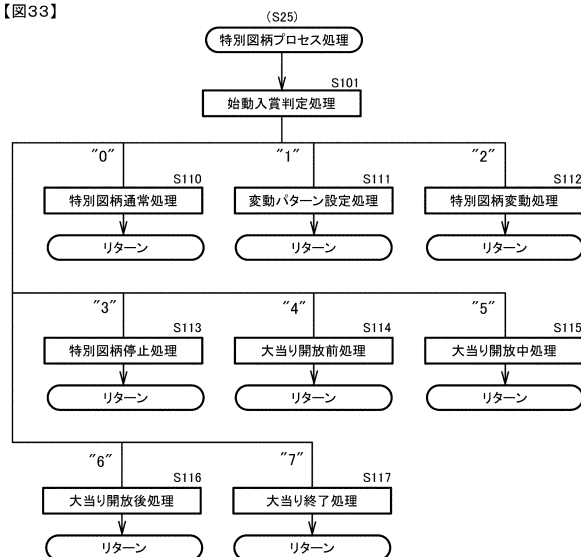 【図33】
(S25)
特別図柄プロセス処理
S101
始動入賞判定処理
"0"
"1"
"2"
S110
S111
S112
特別図柄通常処理
変動パターン設定処理
特別図柄変動処理
リターン
リターン
リターン
"3"
"4"
"5"
S113
S114
S115
特別図柄停止処理
大当り開放前処理
大当り開放中処理
リターン
リターン
リターン
"6"
"7"
S116
S117
大当り開放後処理
大当り終了処理
リターン
リターン